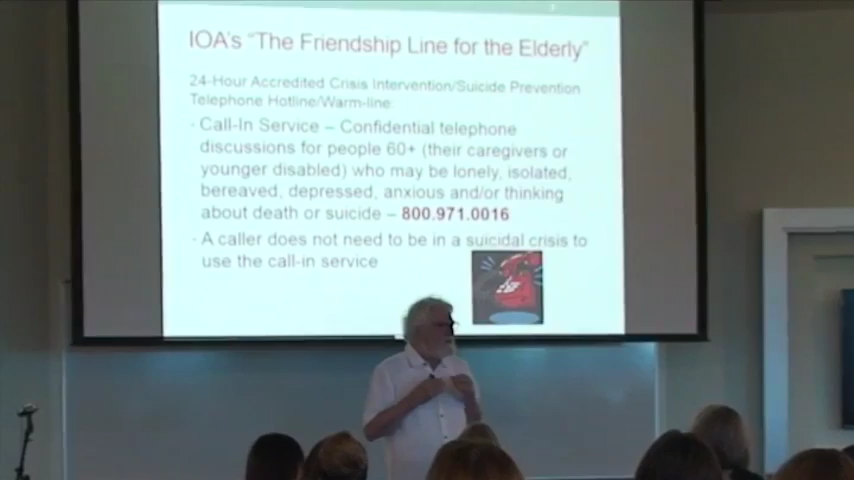 IOA's "The Friendship Line for the Elderly"
24-Hour Accredited Crisis Intervention/Suicide Prevention
Telephone Hotline/Warm-line:
· Call-In Service – Confidential telephone
discussions for people 60+ (their caregivers or
younger disabled) who may be lonely, isolated,
bereaved, depressed, anxious and/or thinking
about death or suicide – 800.971.0016
· A caller does not need to be in a suicidal crisis to
use the call-in service